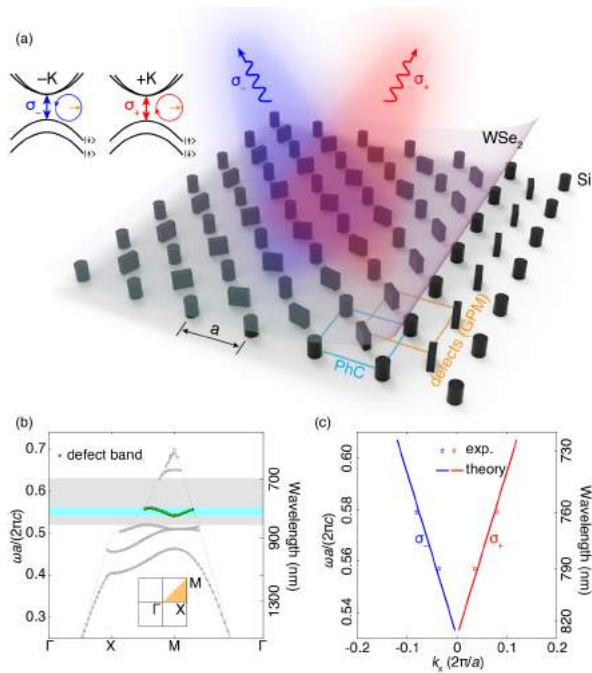 (a)
−K
+K
σ₋
σ₊
|↑⟩
|↓⟩
|↑⟩
|↓⟩
σ₋
σ₊
WSe₂
Si
a
PhC
defects (GPM)
(b)
defect band
ωa/(2πc)
0.7
0.6
0.5
0.4
0.3
Γ
X
M
Γ
M
Γ
X
700
900
1300
Wavelength (nm)
(c)
exp.
theory
σ₋
σ₊
ωa/(2πc)
0.60
0.58
0.56
0.54
-0.2
-0.1
0
0.1
0.2
kₓ (2π/a)
730
760
790
820
Wavelength (nm)